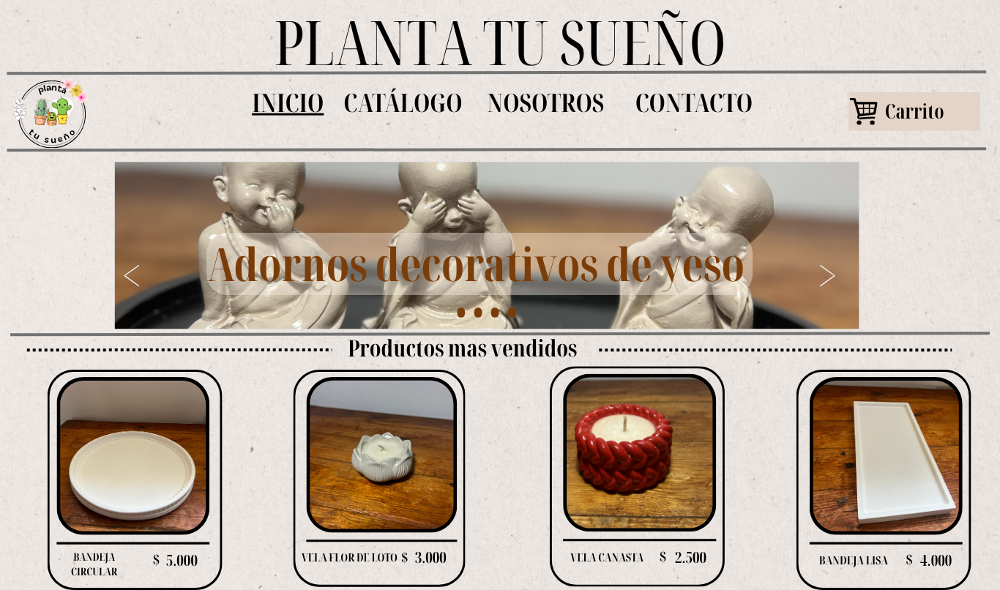 PLANTA TU SUEÑO
plantá
tu sueño
INICIO CATÁLOGO NOSOTROS CONTACTO
Carrito
Adornos decorativos de yeso
Productos mas vendidos
BANDEJA
CIRCULAR
$ 5.000
VELA FLOR DE LOTO $ 3.000
VELA CANASTA $ 2.500
BANDEJA LISA $ 4.000